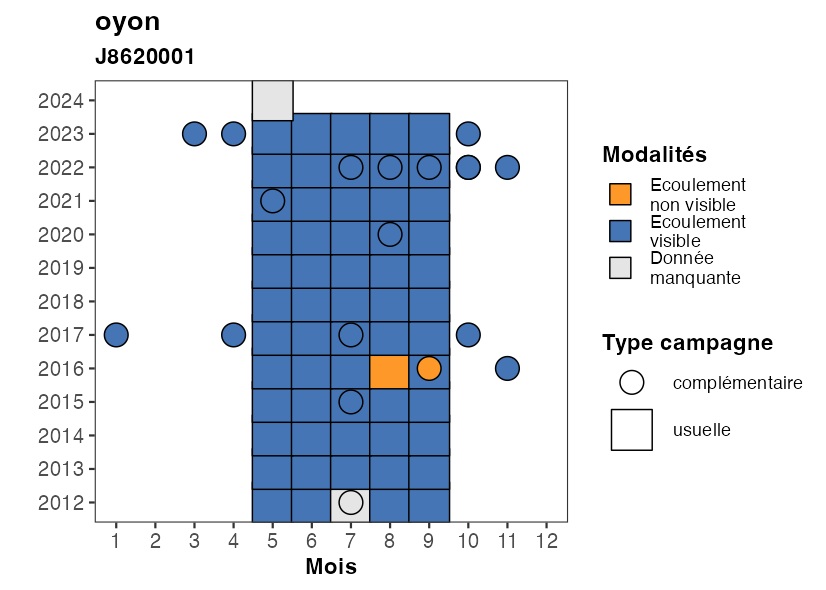 oyon
J8620001
2024
2023
2022
2021
2020
2019
2018
2017
2016
2015
2014
2013
2012
1 2 3 4 5 6 7 8 9 10 11 12
Mois
Modalités
Ecoulement
non visible
Ecoulement
visible
Donnée
manquante
Type campagne
complémentaire
usuelle